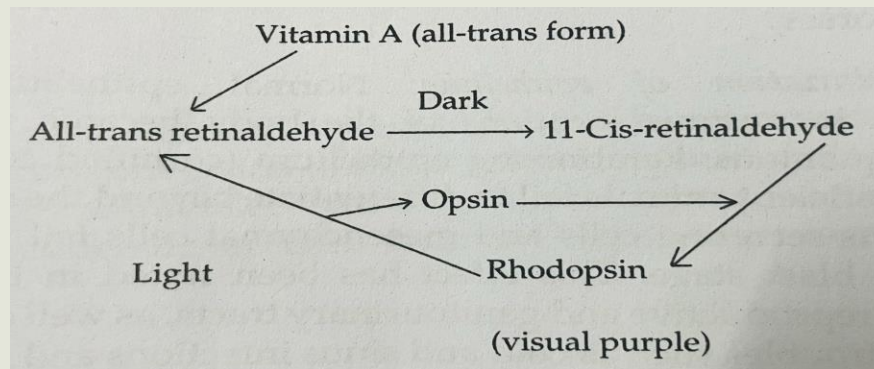 Vitamin A (all-trans form)
Dark
All-trans retinaldehyde 11-Cis-retinaldehyde
Opsin
Light Rhodopsin
(visual purple)